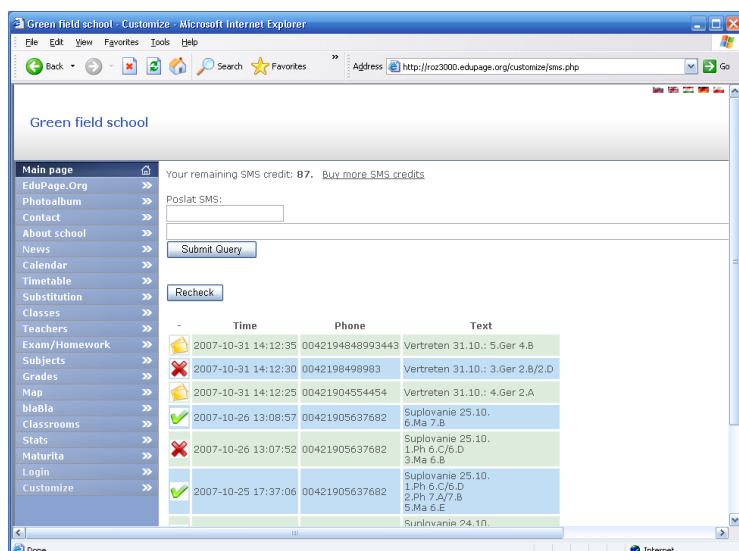 Green field school - Customize - Microsoft Internet Explorer
File Edit View Favorites Tools Help
Back Search Favorites » Address http://roz3000.edupage.org/customize/sms.php Go
Green field school
Main page
EduPage.Org
Photoalbum
Contact
About school
News
Calendar
Timetable
Substitution
Classes
Teachers
Exam/Homework
Subjects
Grades
Map
blaBla
Classrooms
Stats
Maturita
Login
Customize
Your remaining SMS credit: 87. Buy more SMS credits
Poslat SMS:
Submit Query
Recheck
- Time Phone Text
2007-10-31 14:12:35 0042194848993443 Vertreten 31.10.: 5.Ger 4.B
2007-10-31 14:12:30 0042198498983 Vertreten 31.10.: 3.Ger 2.B/2.D
2007-10-31 14:12:25 00421904554454 Vertreten 31.10.: 4.Ger 2.A
2007-10-26 13:08:57 00421905637682 Suplovanie 25.10.
6.Ma 7.B
2007-10-26 13:07:52 00421905637682 Suplovanie 25.10.
1.Ph 6.C/6.D
3.Ma 6.B
2007-10-25 17:37:06 00421905637682 Suplovanie 25.10.
1.Ph 6.C/6.D
2.Ph 7.A/7.B
5.Ma 6.E
Suplovanie 24.10.
Done Internet